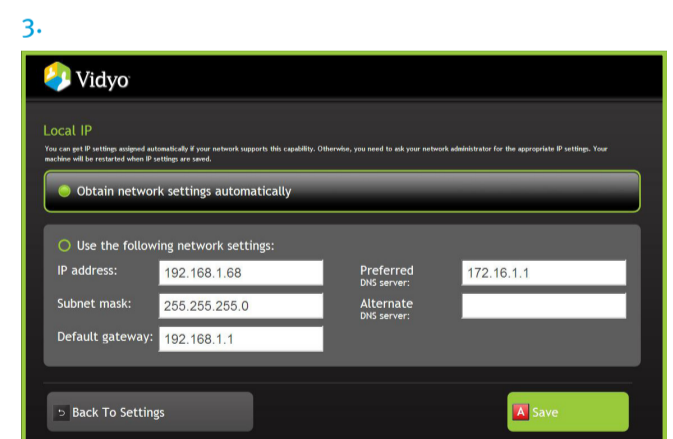 3.
Vidyo
Local IP
You can get IP settings assigned automatically if your network supports this capability. Otherwise, you need to ask your network administrator for the appropriate IP settings. Your
machine will be restarted when IP settings are saved.
Obtain network settings automatically
Use the following network settings:
IP address: 192.168.1.68 Preferred DNS server: 172.16.1.1
Subnet mask: 255.255.255.0 Alternate DNS server:
Default gateway: 192.168.1.1
Back To Settings A Save